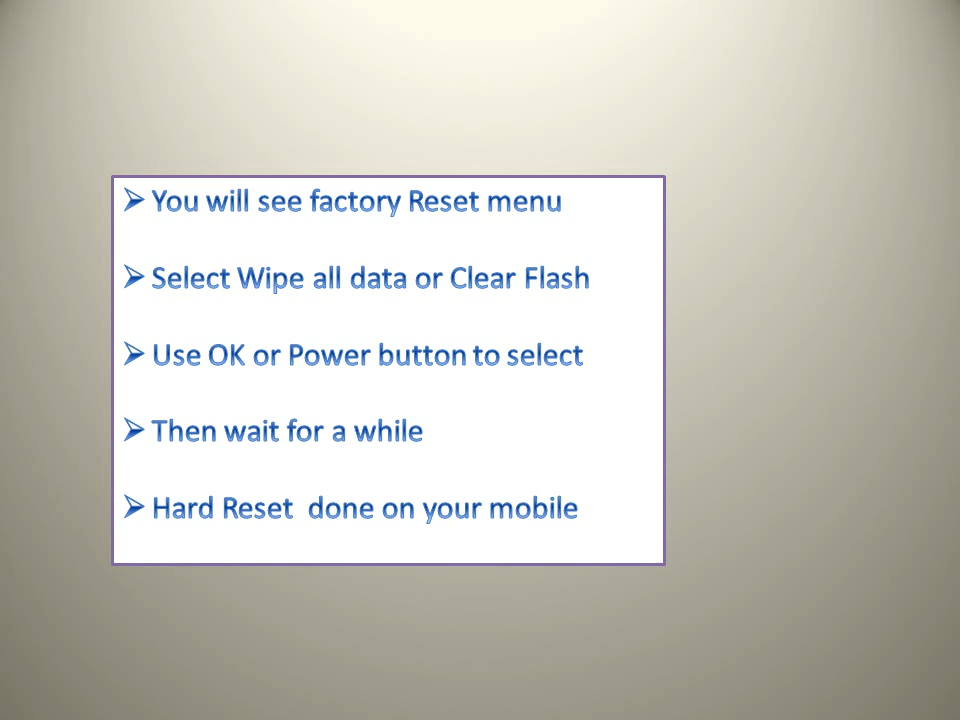 ➢ You will see factory Reset menu
➢ Select Wipe all data or Clear Flash
➢ Use OK or Power button to select
➢ Then wait for a while
➢ Hard Reset  done on your mobile